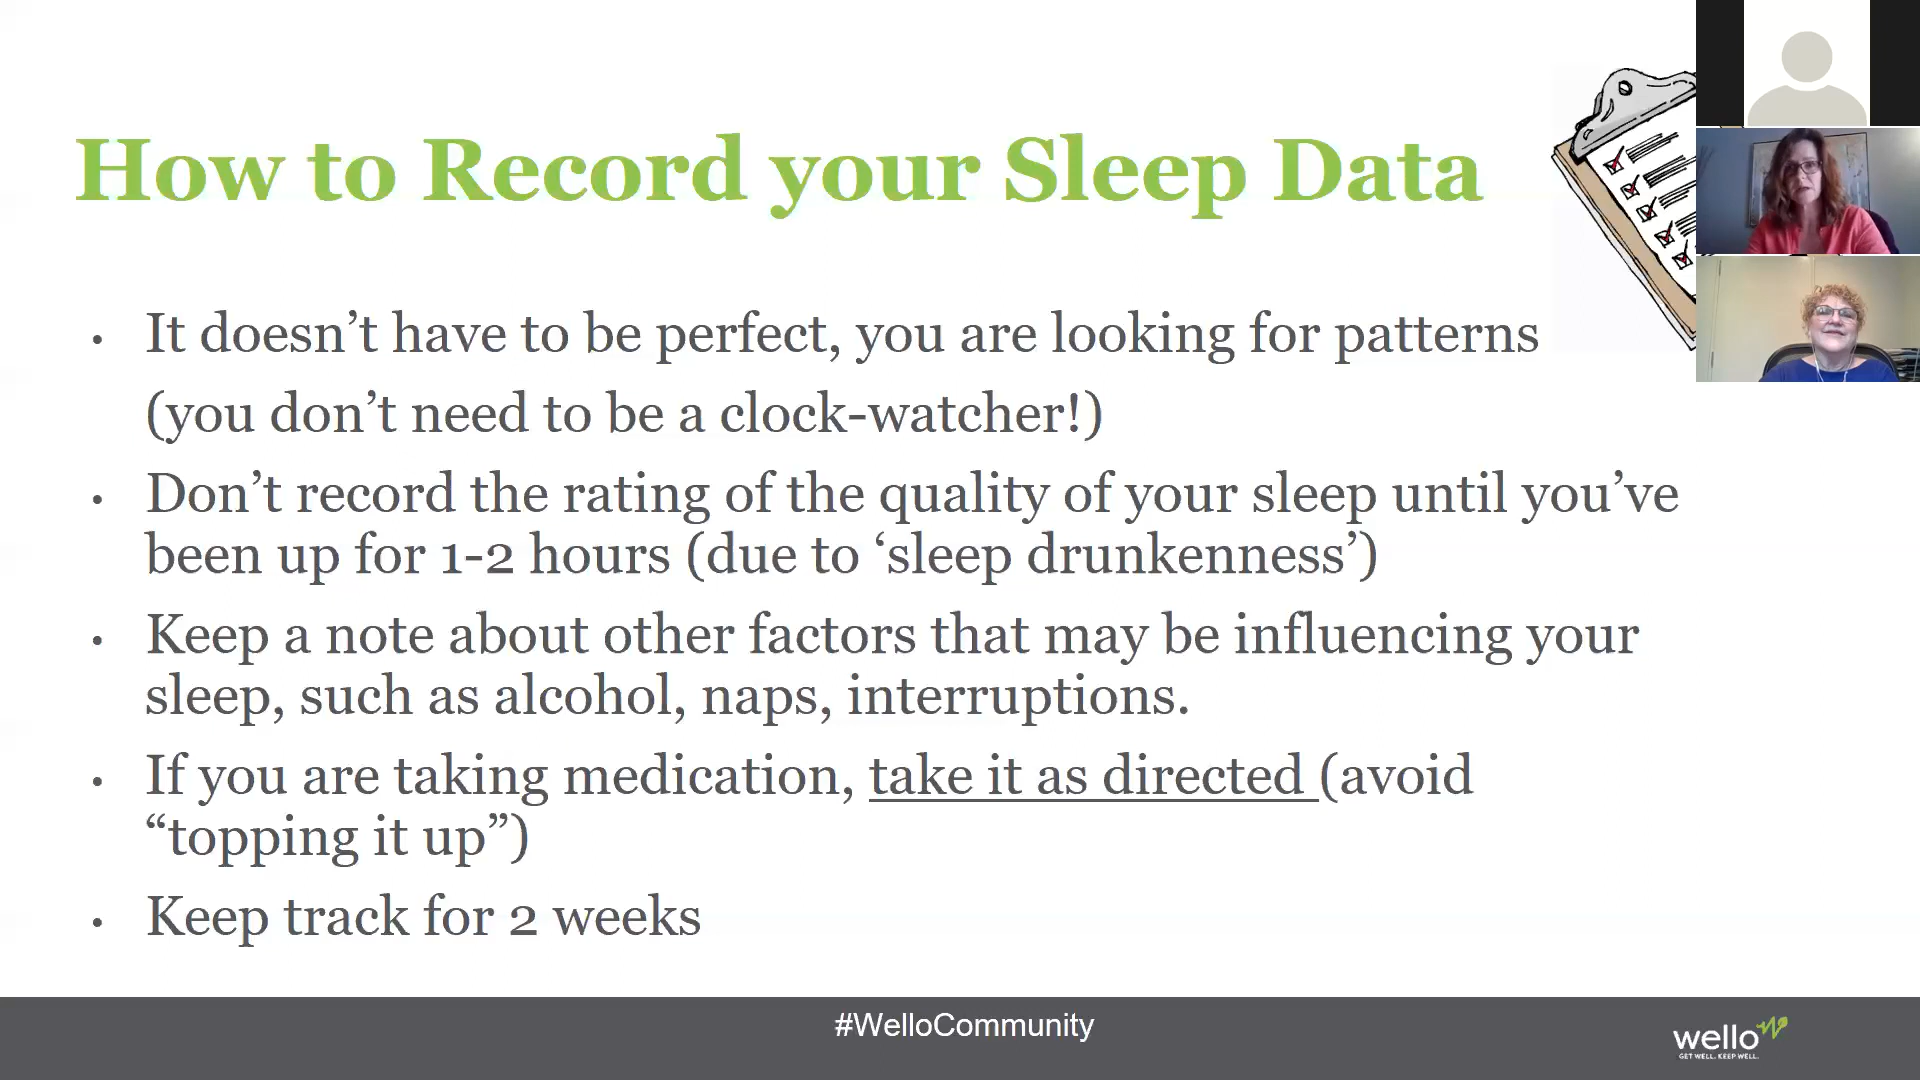 How to Record your Sleep Data
• It doesn’t have to be perfect, you are looking for patterns
(you don’t need to be a clock-watcher!)
• Don’t record the rating of the quality of your sleep until you’ve
been up for 1-2 hours (due to ‘sleep drunkenness’)
• Keep a note about other factors that may be influencing your
sleep, such as alcohol, naps, interruptions.
• If you are taking medication, take it as directed (avoid
“topping it up”)
• Keep track for 2 weeks
#WelloCommunity
wello
GET WELL. KEEP WELL.